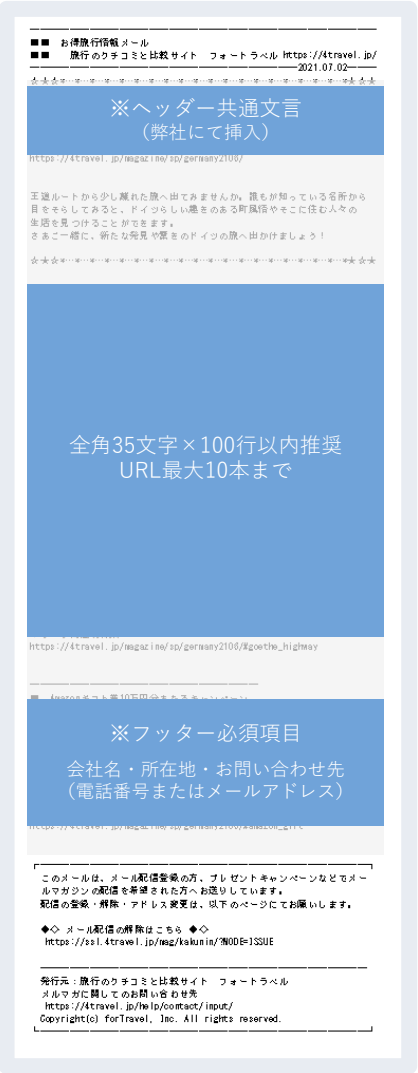 ■■ お得旅行情報メール
■■ 旅行のクチコミと比較サイト フォートラベル https://4travel.jp/
2021.07.02
※ヘッダー共通文言
(弊社にて挿入)
https://4travel.jp/magazine/sp/germany2106/
王道ルートから少し離れた旅へ出てみませんか。誰もが知っている名所から
目をそらしてみると、ドイツらしい趣きのある町風情やそこに住む人々の
生活を見つけることができます。
さあご一緒に、新たな発見や驚きのドイツの旅へ出かけましょう!
☆★☆*…*…*…*…*…*…*…*…*…*…*…*…*…*…*…*…*…*…*…*★☆★
全角35文字×100行以内推奨
URL最大10本まで
https://4travel.jp/magazine/sp/germany2106/#goethe_highway
※フッター必須項目
会社名・所在地・お問い合わせ先
(電話番号またはメールアドレス)
このメールは、メール配信登録の方、プレゼントキャンペーンなどでメー
ルマガジンの配信を希望された方へお送りしています。
配信の登録・解除・アドレス変更は、以下のページにてお願いします。
◆◇ メール配信の解除はこちら ◆◇
https://ssl.4travel.jp/mag/kakunin/?MODE=ISSUE
発行元:旅行のクチコミと比較サイト フォートラベル
メルマガに関してのお問い合わせ先
https://4travel.jp/help/contact/input/
Copyright(c) forTravel, Inc. All rights reserved.